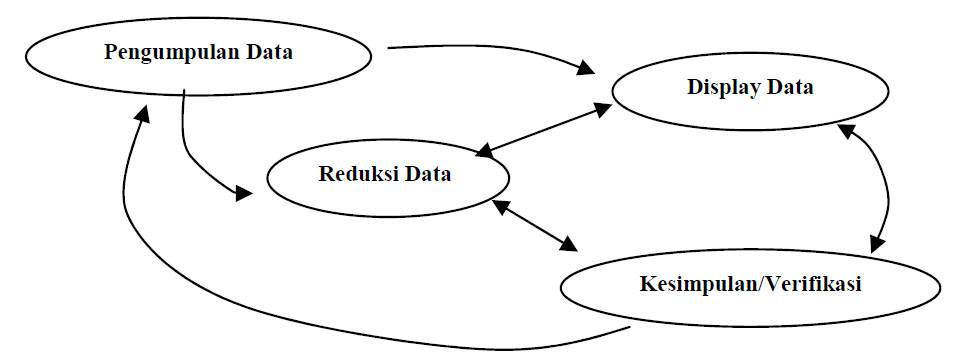 Pengumpulan Data
Display Data
Reduksi Data
Kesimpulan/Verifikasi